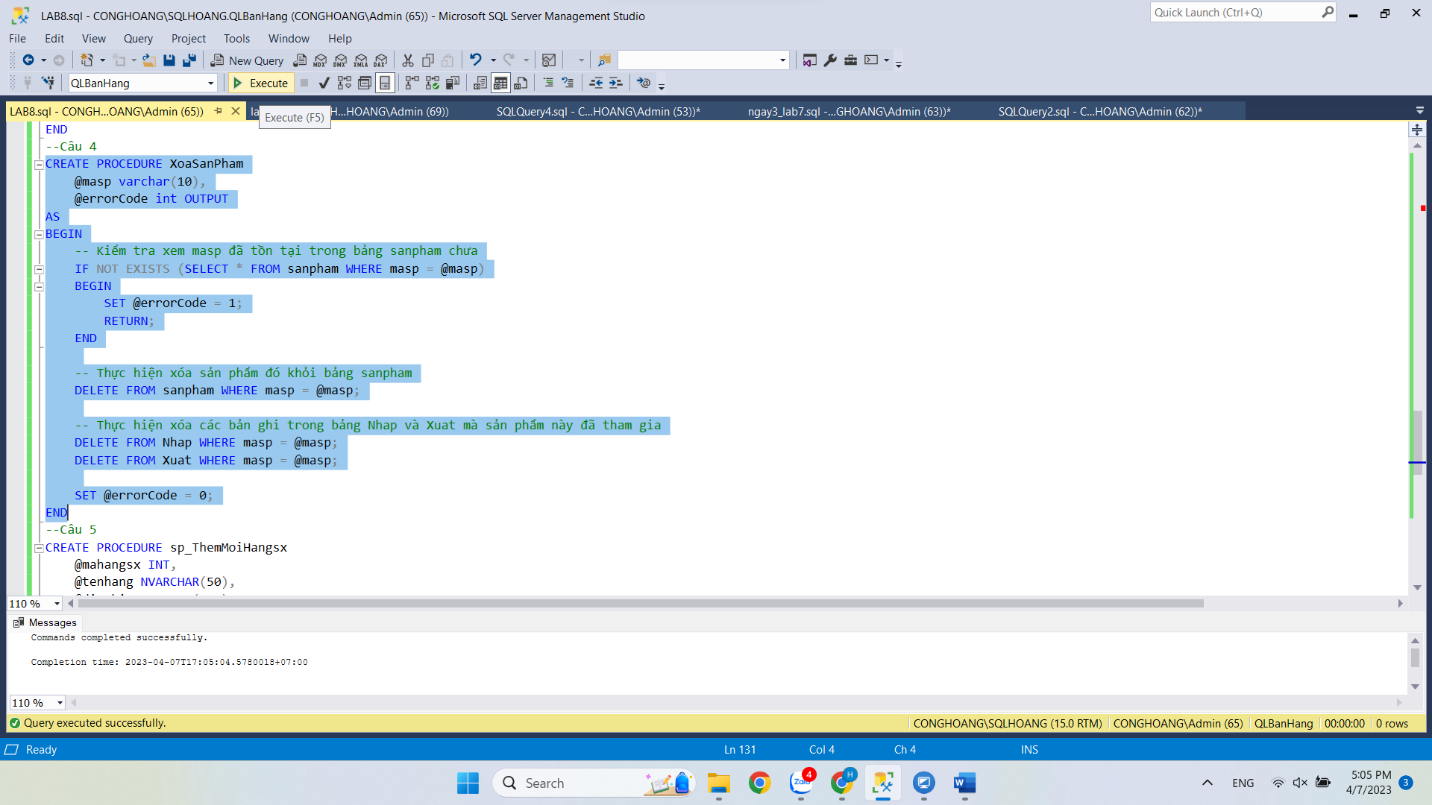 LAB8.sql - CONGHOANG\SQLHOANG.QLBanHang (CONGHOANG\Admin (65)) - Microsoft SQL Server Management Studio
Quick Launch (Ctrl+Q)
File Edit View Query Project Tools Window Help
New Query
QLBanHang Execute
LAB8.sql - CONGH...OANG\Admin (65)) H...HOANG\Admin (69)) SQLQuery4.sql - C...HOANG\Admin (53))* ngay3_lab7.sql -...GHOANG\Admin (63))* SQLQuery2.sql - C...HOANG\Admin (62))*
Execute (F5)
END
--Câu 4
CREATE PROCEDURE XoaSanPham
@masp varchar(10),
@errorCode int OUTPUT
AS
BEGIN
-- Kiểm tra xem masp đã tồn tại trong bảng sanpham chưa
IF NOT EXISTS (SELECT * FROM sanpham WHERE masp = @masp)
BEGIN
SET @errorCode = 1;
RETURN;
END
-- Thực hiện xóa sản phẩm đó khỏi bảng sanpham
DELETE FROM sanpham WHERE masp = @masp;
-- Thực hiện xóa các bản ghi trong bảng Nhap và Xuat mà sản phẩm này đã tham gia
DELETE FROM Nhap WHERE masp = @masp;
DELETE FROM Xuat WHERE masp = @masp;
SET @errorCode = 0;
END
--Câu 5
CREATE PROCEDURE sp_ThemMoiHangsx
@mahangsx INT,
@tenhang NVARCHAR(50),
110 %
Messages
Commands completed successfully.
Completion time: 2023-04-07T17:05:04.5780018+07:00
110 %
Query executed successfully. CONGHOANG\SQLHOANG (15.0 RTM) CONGHOANG\Admin (65) QLBanHang 00:00:00 0 rows
Ready Ln 131 Col 4 Ch 4 INS
Search 4 H ENG 5:05 PM
4/7/2023 3